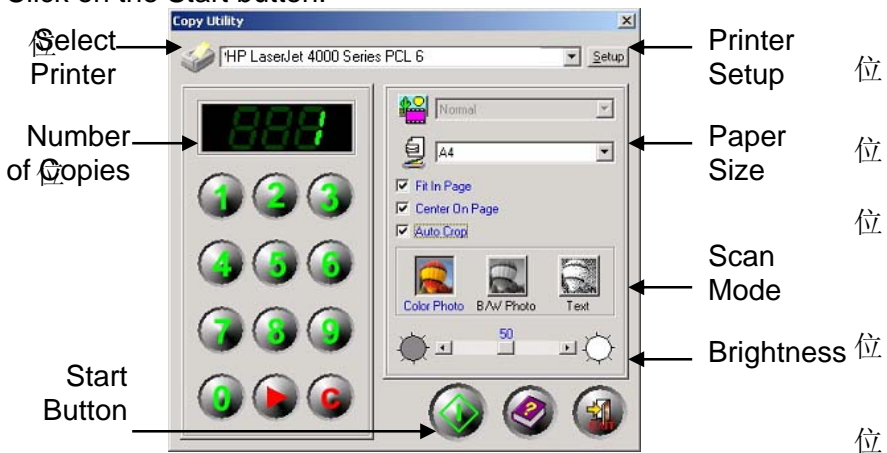 Click on the Start button.
Copy Utility
Select
Printer
位
HP LaserJet 4000 Series PCL 6
Setup
Printer
Setup
位
Number
of Copies
位
888 1
Normal
A4
Paper
Size
位
Fit In Page
Center On Page
Auto Crop
位
1 2 3
4 5 6
7 8 9
0 C
Color Photo B/W Photo Text
Scan
Mode
50
Brightness
位
Start
Button
?
EXIT
位